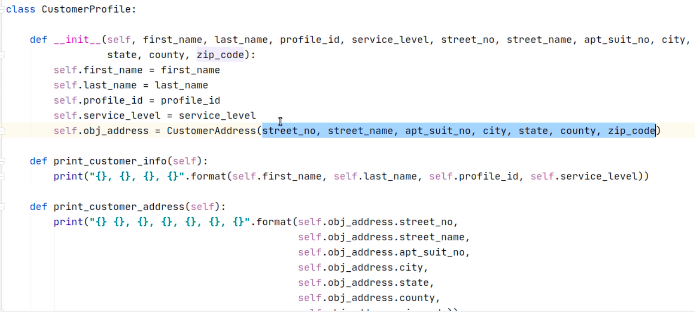 class CustomerProfile:
def __init__(self, first_name, last_name, profile_id, service_level, street_no, street_name, apt_suit_no, city,
state, county, zip_code):
self.first_name = first_name
self.last_name = last_name
self.profile_id = profile_id
self.service_level = service_level
self.obj_address = CustomerAddress(street_no, street_name, apt_suit_no, city, state, county, zip_code)
def print_customer_info(self):
print("{}, {}, {}, {}".format(self.first_name, self.last_name, self.profile_id, self.service_level))
def print_customer_address(self):
print("{} {}, {}, {}, {}, {}, {}".format(self.obj_address.street_no,
self.obj_address.street_name,
self.obj_address.apt_suit_no,
self.obj_address.city,
self.obj_address.state,
self.obj_address.county,